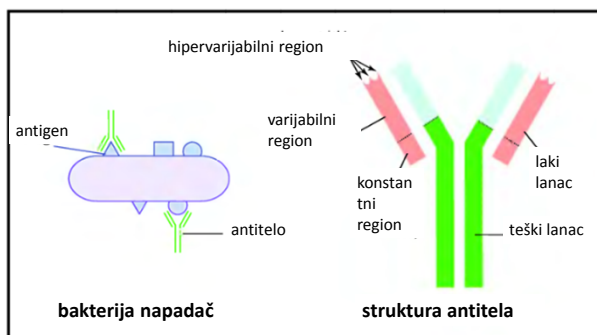 hipervarijabilni region
antigen
varijabilni
region
konstan
tni
region
laki
lanac
antitelo
teški lanac
bakterija napadač
struktura antitela